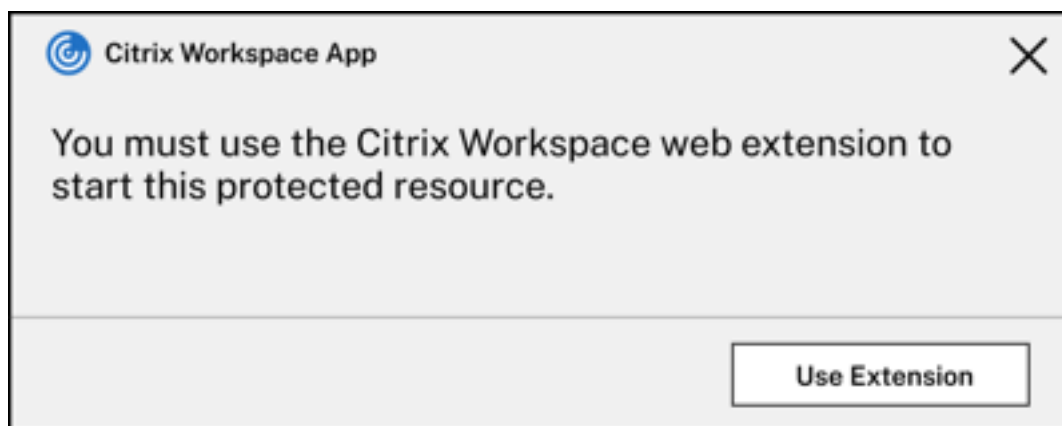 Citrix Workspace App
You must use the Citrix Workspace web extension to
start this protected resource.
Use Extension